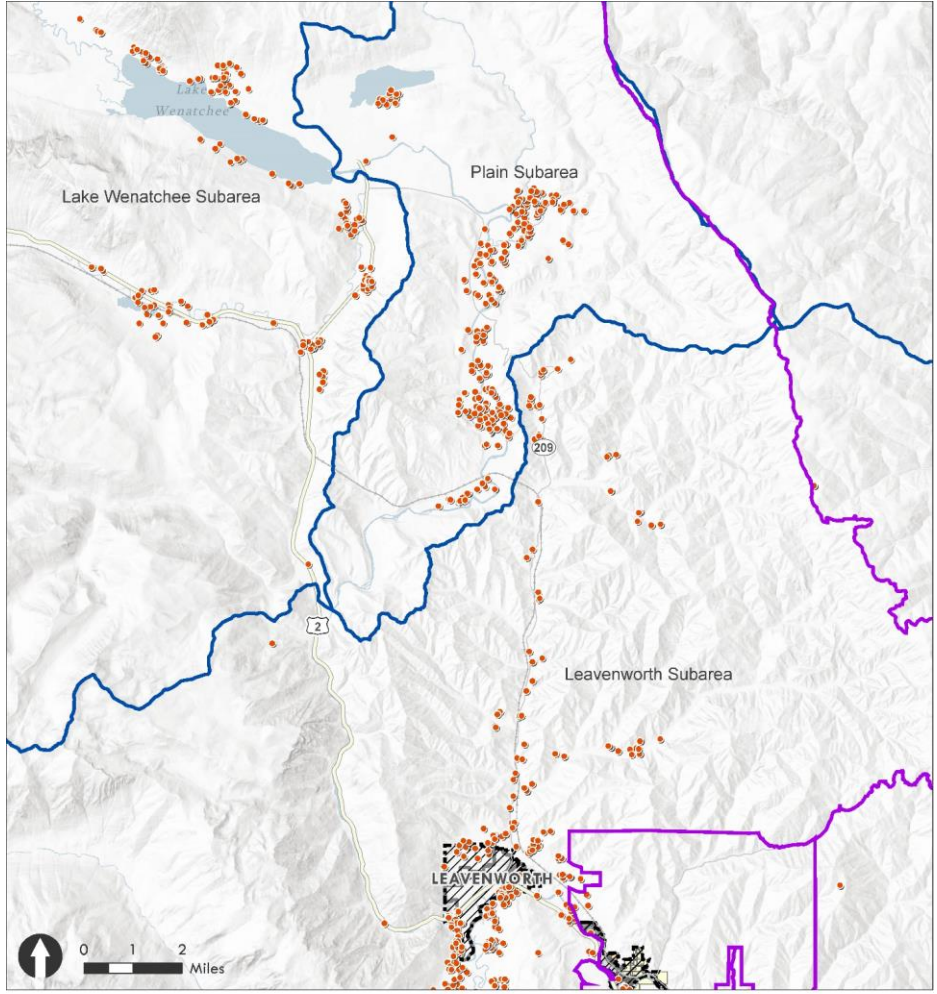 Lake
Wenatchee
Plain Subarea
Lake Wenatchee Subarea
209
2
Leavenworth Subarea
LEAVENWORTH
0 1 2
Miles